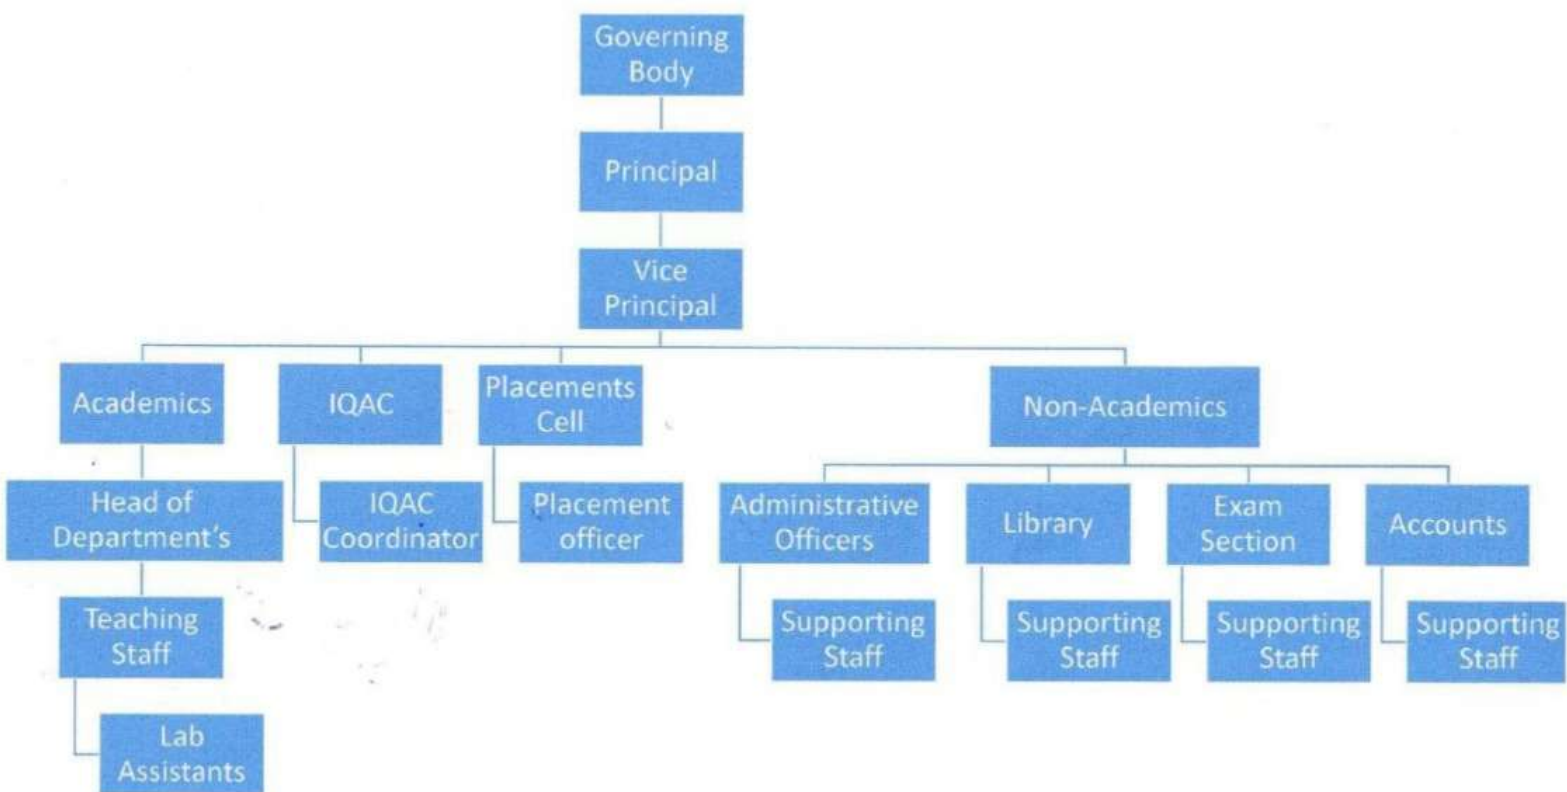 Governing
Body
Principal
Vice
Principal
Academics
IQAC
Placements
Cell
Non-Academics
Head of
Department's
IQAC
Coordinator
Placement
officer
Administrative
Officers
Library
Exam
Section
Accounts
Teaching
Staff
Supporting
Staff
Supporting
Staff
Supporting
Staff
Supporting
Staff
Lab
Assistants